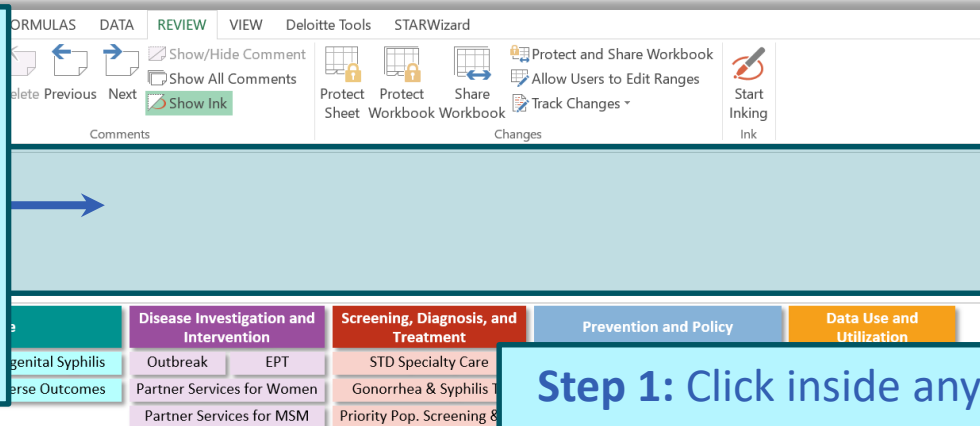 FORMULAS DATA REVIEW VIEW Deloitte Tools STARWizard
Show/Hide Comment
Show All Comments
Show Ink
Previous Next
Comments
Protect Sheet
Protect Workbook
Share Workbook
Protect and Share Workbook
Allow Users to Edit Ranges
Track Changes
Changes
Start
Inking
Ink
Disease Investigation and
Intervention
Screening, Diagnosis, and
Treatment
Prevention and Policy
Data Use and
Utilization
Syphilis
Outbreak EPT
STD Specialty Care
Outcomes
Partner Services for Women
Gonorrhea & Syphilis
Partner Services for MSM
Priority Pop. Screening &
Step 1: Click inside any